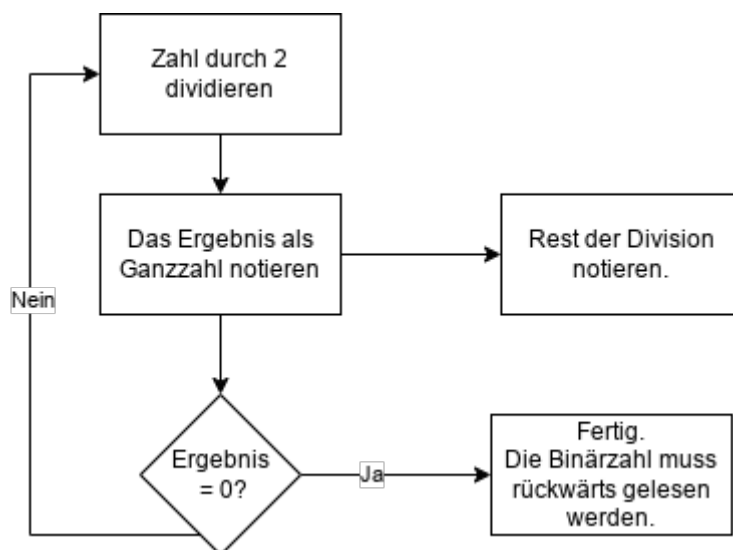 Zahl durch 2
dividieren
Das Ergebnis als
Ganzzahl notieren
Rest der Division
notieren.
Nein
Ergebnis
= 0?
Ja
Fertig.
Die Binärzahl muss
rückwärts gelesen
werden.